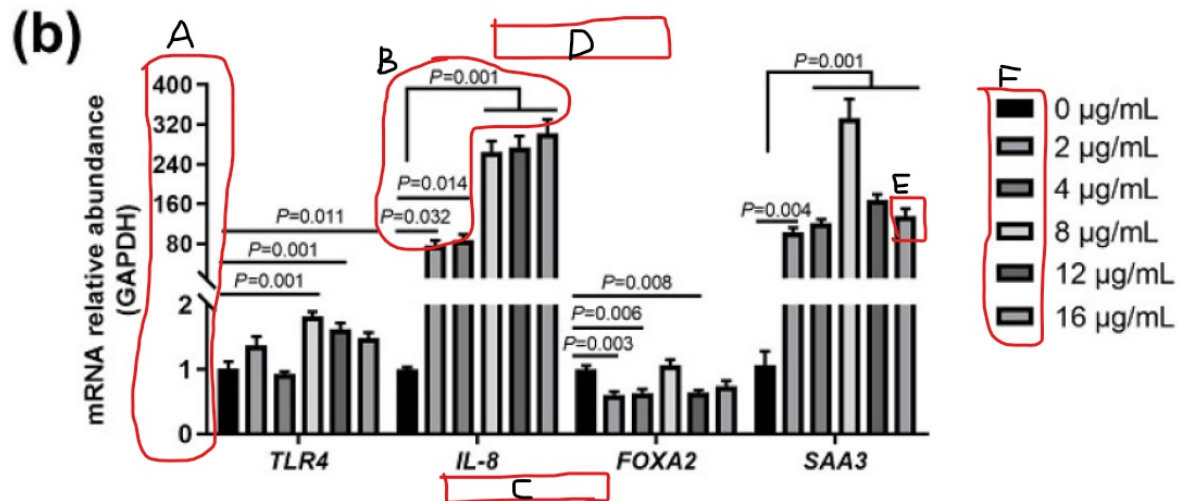 (b)
A
B
D
F
E
C
mRNA relative abundance
(GAPDH)
400
320
240
160
80
2
1
0
P=0.011
P=0.001
P=0.001
P=0.001
P=0.014
P=0.032
P=0.008
P=0.006
P=0.003
P=0.001
P=0.004
TLR4
IL-8
FOXA2
SAA3
0 µg/mL
2 µg/mL
4 µg/mL
8 µg/mL
12 µg/mL
16 µg/mL